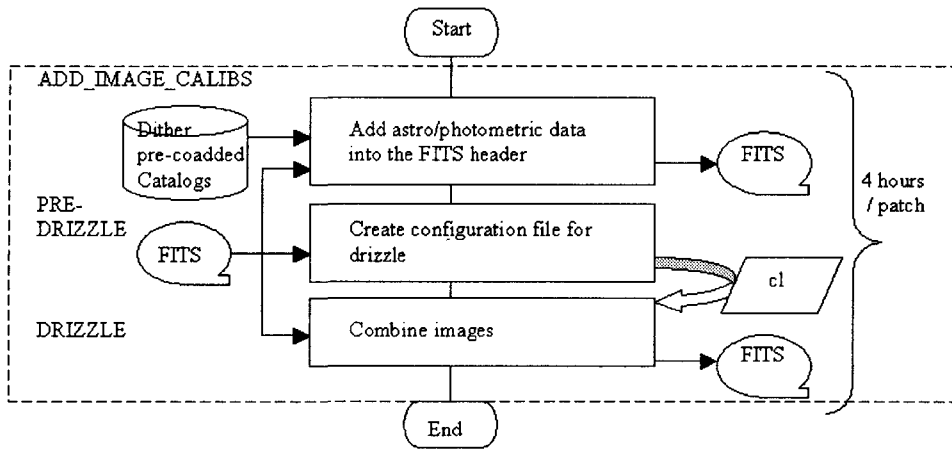 Start
ADD_IMAGE_CALIBS
Dither
pre-coadded
Catalogs
Add astro/photometric data
into the FITS header
FITS
4 hours
/ patch
PRE-
DRIZZLE
FITS
Create configuration file for
drizzle
cl
DRIZZLE
Combine images
FITS
End